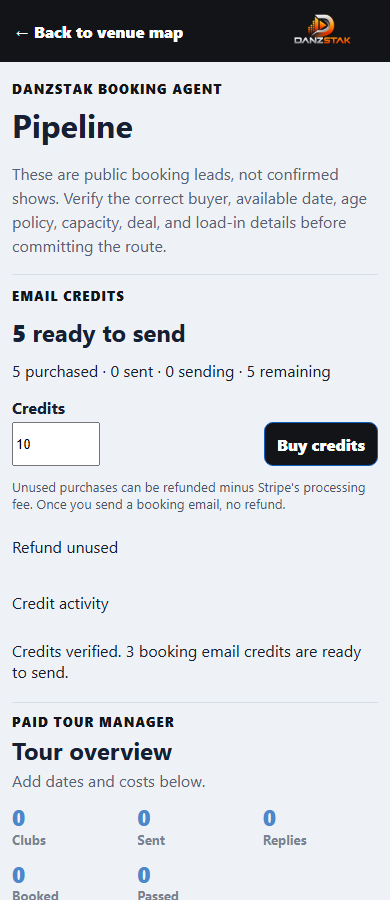 ← Back to venue map
DANZSTAK
DANZSTAK BOOKING AGENT
Pipeline
These are public booking leads, not confirmed
shows. Verify the correct buyer, available date, age
policy, capacity, deal, and load-in details before
committing the route.
EMAIL CREDITS
5 ready to send
5 purchased · 0 sent · 0 sending · 5 remaining
Credits
10
Buy credits
Unused purchases can be refunded minus Stripe's processing
fee. Once you send a booking email, no refund.
Refund unused
Credit activity
Credits verified. 3 booking email credits are ready
to send.
PAID TOUR MANAGER
Tour overview
Add dates and costs below.
0 0 0
Clubs Sent Replies
0 0
Booked Passed